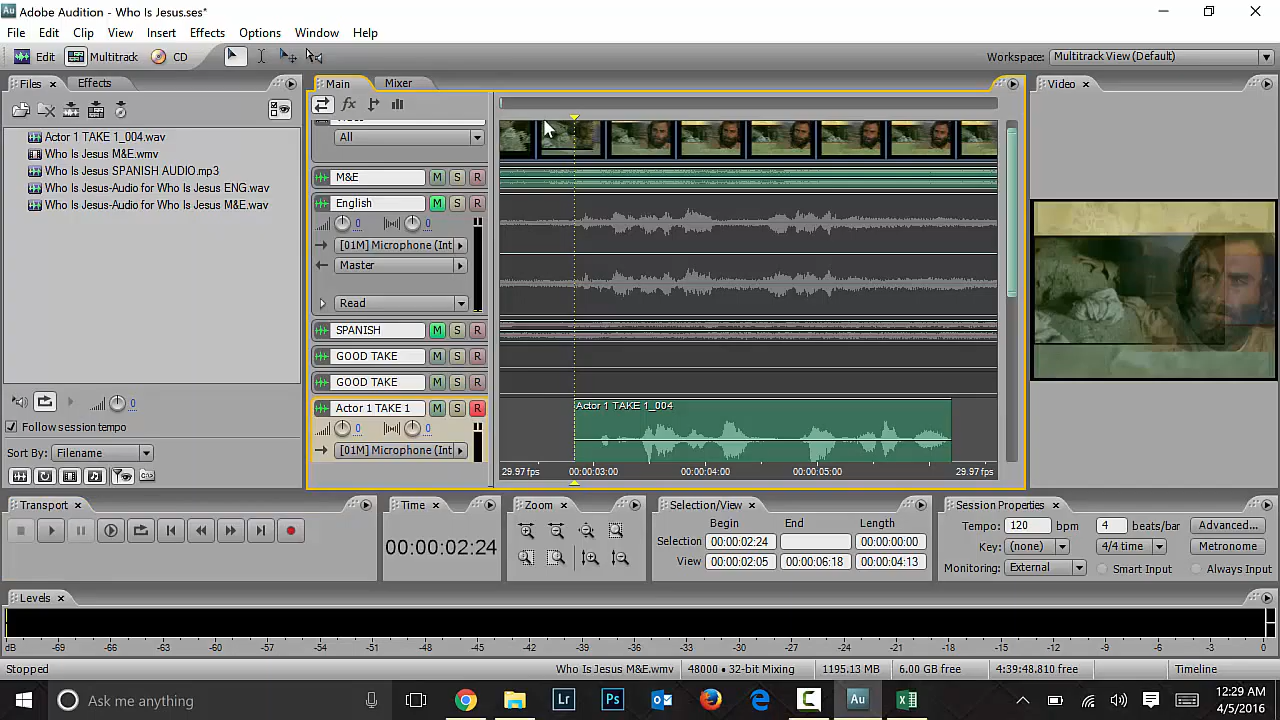 Au Adobe Audition - Who Is Jesus.ses*
File Edit Clip View Insert Effects Options Window Help
Edit Multitrack CD Workspace: Multitrack View (Default)
Files Effects
Actor 1 TAKE 1_004.wav
Who Is Jesus M&E.wmv
Who Is Jesus SPANISH AUDIO.mp3
Who Is Jesus-Audio for Who Is Jesus ENG.wav
Who Is Jesus-Audio for Who Is Jesus M&E.wav
0
Follow session tempo
Sort By: Filename
Main Mixer
fx
All
M&E M S R
English M S R
0 0
[01M] Microphone (Int
Master
Read
SPANISH M S R
GOOD TAKE M S R
GOOD TAKE M S R
Actor 1 TAKE 1 M S R
0 0
[01M] Microphone (Int
Actor 1 TAKE 1_004
29.97 fps 00:00:03:00 00:00:04:00 00:00:05:00 29.97 fps
Video
Transport
Time
00:00:02:24
Zoom
Selection/View
Begin End Length
Selection 00:00:02:24 00:00:00:00
View 00:00:02:05 00:00:06:18 00:00:04:13
Session Properties
Tempo: 120 bpm 4 beats/bar Advanced...
Key: (none) 4/4 time Metronome
Monitoring: External Smart Input Always Input
Levels
dB -69 -66 -63 -60 -57 -54 -51 -48 -45 -42 -39 -36 -33 -30 -27 -24 -21 -18 -15 -12 -9 -6 -3 0
Stopped Who Is Jesus M&E.wmv 48000 • 32-bit Mixing 1195.13 MB 6.00 GB free 4:39:48.810 free Timeline
Ask me anything Lr Ps Au
12:29 AM
4/5/2016